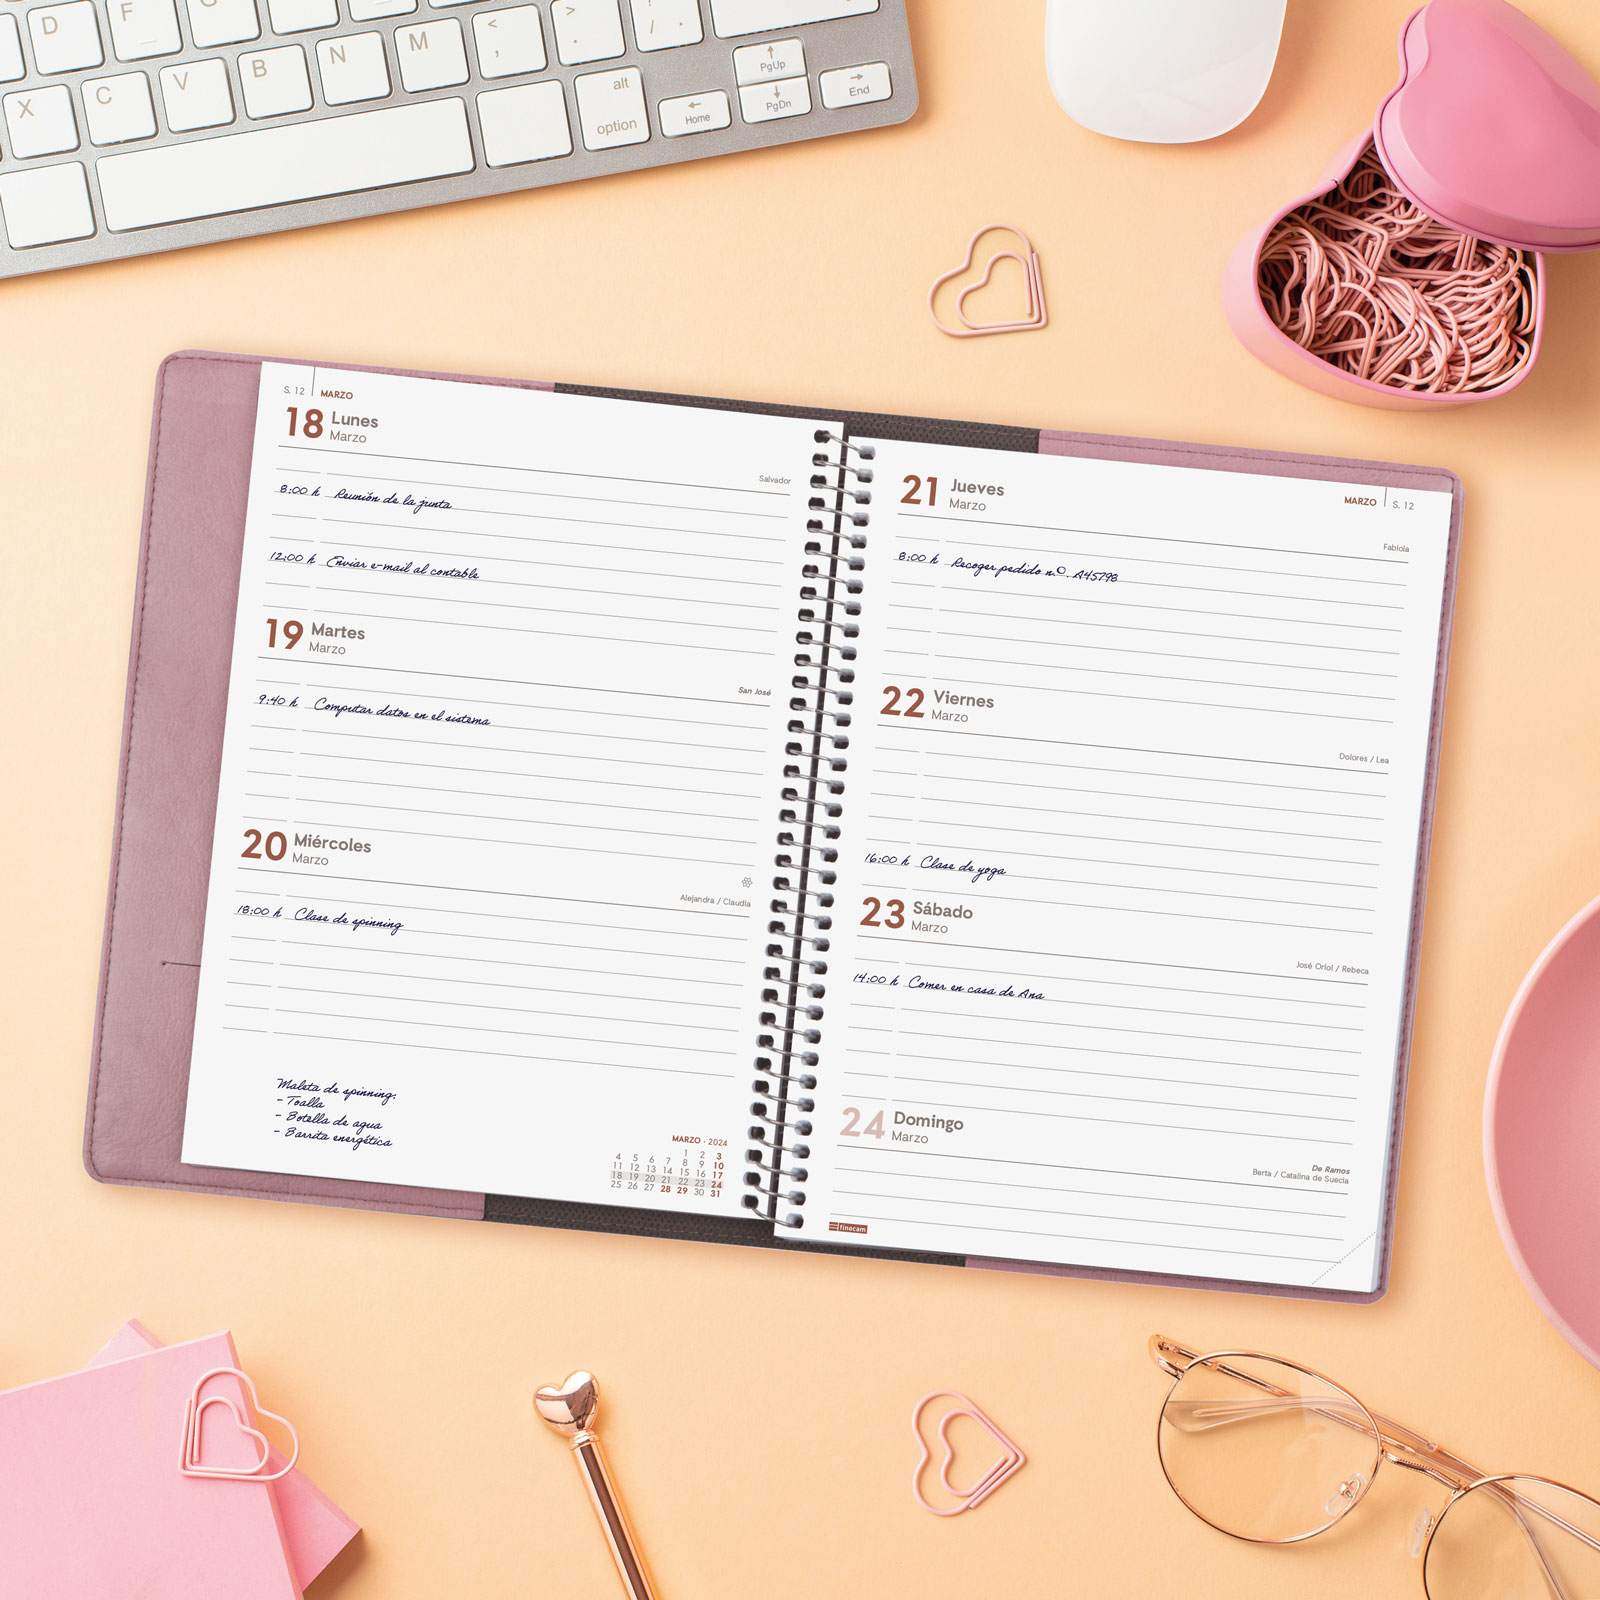 D F G
X C V B N M < , > . ! / .
alt
option
Home
PgUp
PgDn
End
S. 12 MARZO
18 Lunes
Marzo
Salvador
8:00 h Reunión de la junta
12:00 h Enviar e-mail al contable
19 Martes
Marzo
San José
9:40 h Computar datos en el sistema
20 Miércoles
Marzo
Alejandra / Claudia
18:00 h Clase de spinning
Maleta de spinning:
- Toalla
- Botella de agua
- Barrita energética
MARZO · 2024
1 2 3
4 5 6 7 8 9 10
11 12 13 14 15 16 17
18 19 20 21 22 23 24
25 26 27 28 29 30 31
MARZO S. 12
21 Jueves
Marzo
Fabiola
8:00 h Recoger pedido n.º. A45798
22 Viernes
Marzo
Dolores / Lea
16:00 h Clase de yoga
23 Sábado
Marzo
José Oriol / Rebeca
14:00 h Comer en casa de Ana
24 Domingo
Marzo
De Ramos
Berta / Catalina de Suecia
finocam